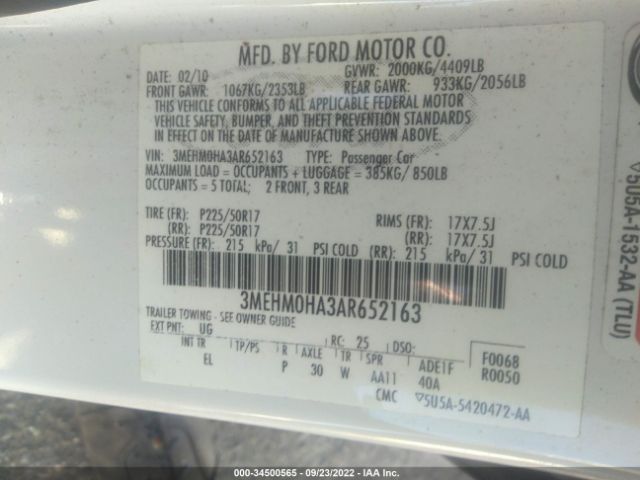 MFD. BY FORD MOTOR CO.
DATE: 02/10 GVWR: 2000KG/4409LB
FRONT GAWR: 1067KG/2353LB REAR GAWR: 933KG/2056LB
THIS VEHICLE CONFORMS TO ALL APPLICABLE FEDERAL MOTOR
VEHICLE SAFETY, BUMPER, AND THEFT PREVENTION STANDARDS
IN EFFECT ON THE DATE OF MANUFACTURE SHOWN ABOVE.
VIN: 3MEHM0HA3AR652163 TYPE: Passenger Car
MAXIMUM LOAD = OCCUPANTS + LUGGAGE = 385KG/ 850LB
OCCUPANTS = 5 TOTAL; 2 FRONT, 3 REAR
TIRE (FR): P225/50R17 RIMS (FR): 17X7.5J
(RR): P225/50R17 (RR): 17X7.5J
PRESSURE (FR): 215 kPa/ 31 PSI COLD (RR): 215 kPa/ 31 PSI COLD
3MEHM0HA3AR652163
TRAILER TOWING - SEE OWNER GUIDE
EXT PNT: UG RC: 25 DSO: F0068
INT TR TP/PS R AXLE TR SPR ADE1F R0050
EL P 30 W AA11 40A
CMC ▽5U5A-5420472-AA
▽5U5A-1532-AA (TLU)
000-34500565 - 09/23/2022 - IAA Inc.